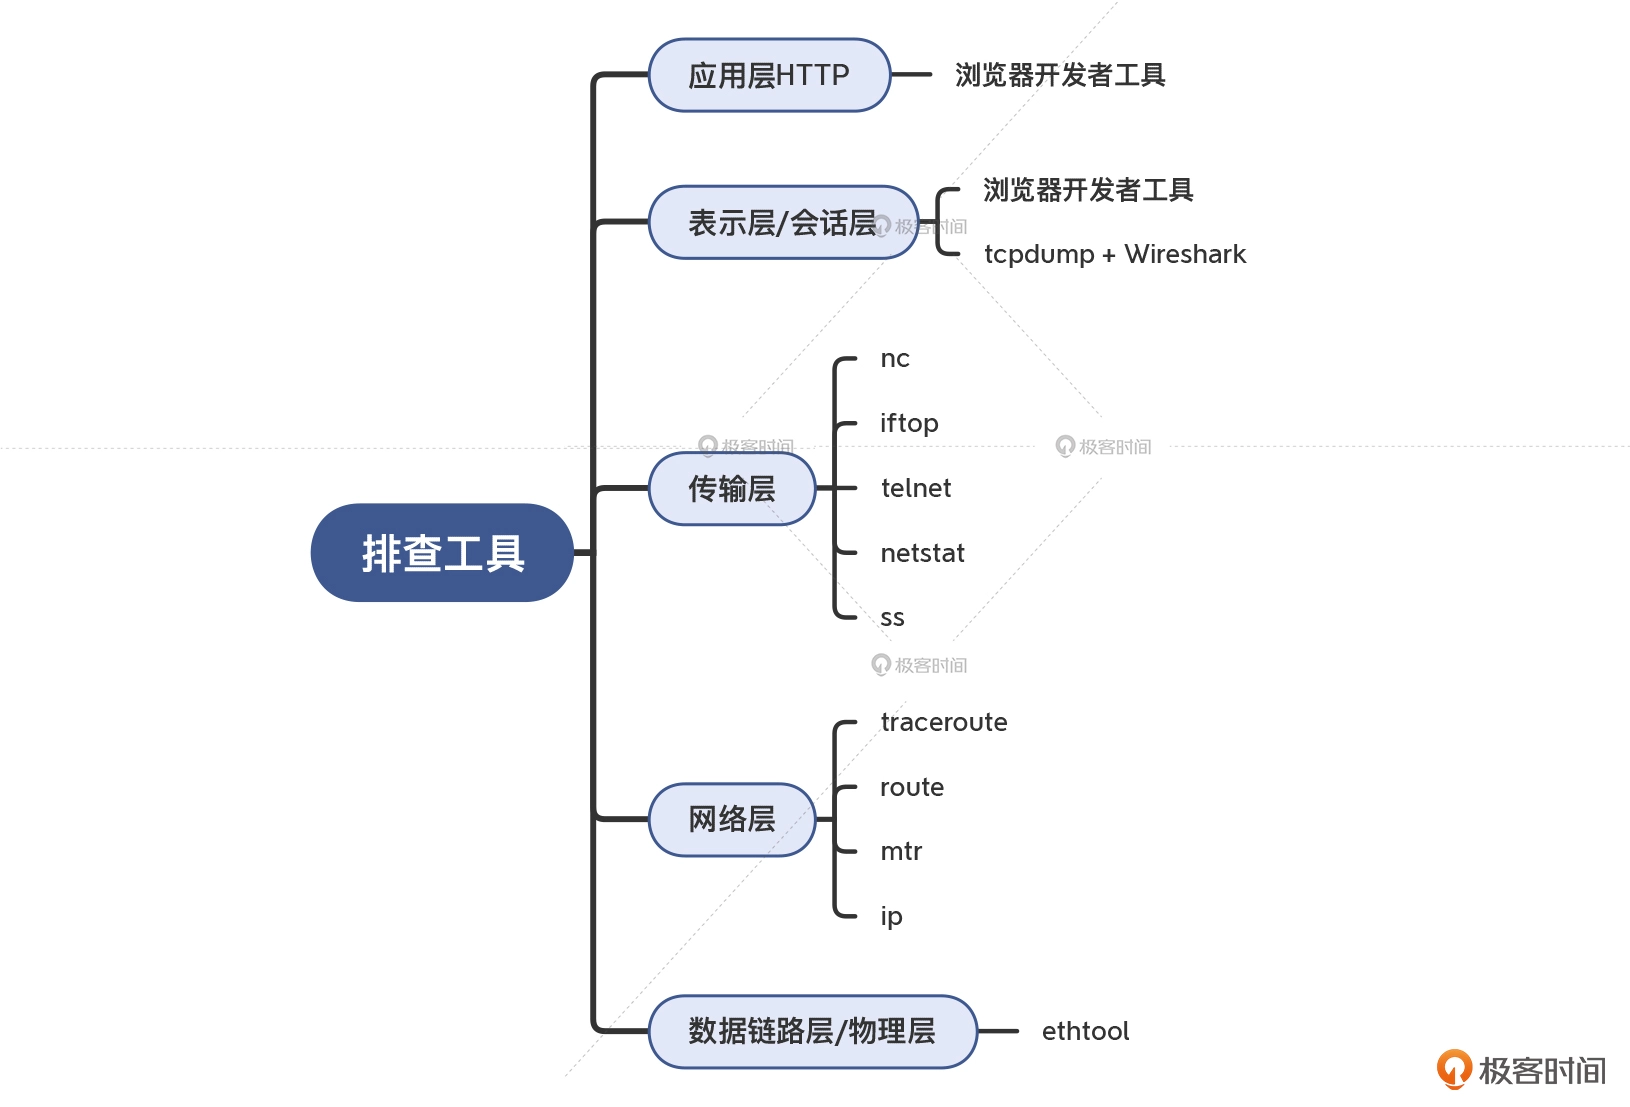 应用层HTTP
浏览器开发者工具
表示层/会话层
浏览器开发者工具
tcpdump + Wireshark
极客时间
nc
iftop
极客时间
极客时间
传输层
telnet
排查工具
netstat
ss
极客时间
traceroute
route
网络层
mtr
ip
数据链路层/物理层
ethtool
极客时间